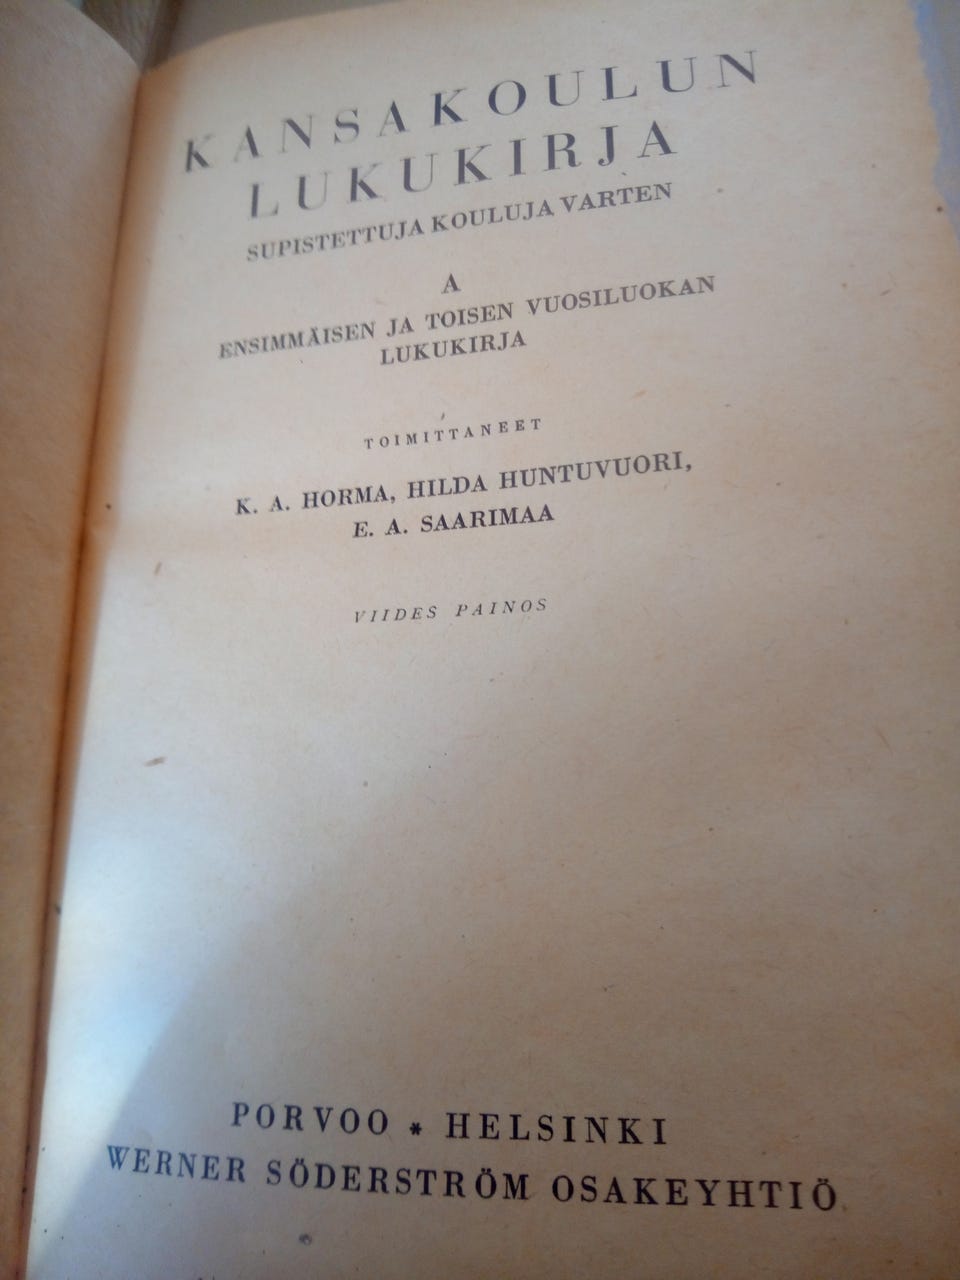 KANSAKOULUN
LUKUKIRJA
SUPISTETTUJA KOULUJA VARTEN
A
ENSIMMÄISEN JA TOISEN VUOSILUOKAN
LUKUKIRJA
TOIMITTANEET
K. A. HORMA, HILDA HUNTUVUORI,
E. A. SAARIMAA
VIIDES PAINOS
PORVOO * HELSINKI
WERNER SÖDERSTRÖM OSAKEYHTIÖ